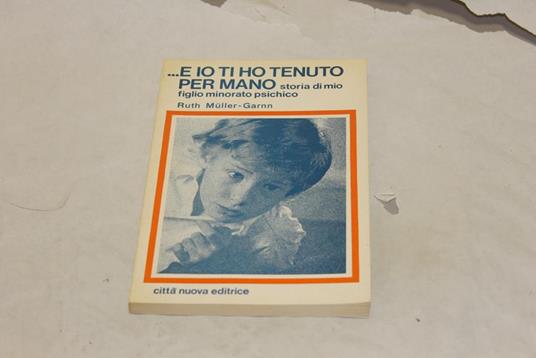 ...E IO TI HO TENUTO
PER MANO storia di mio
figlio minorato psichico
Ruth Müller-Garnn
città nuova editrice